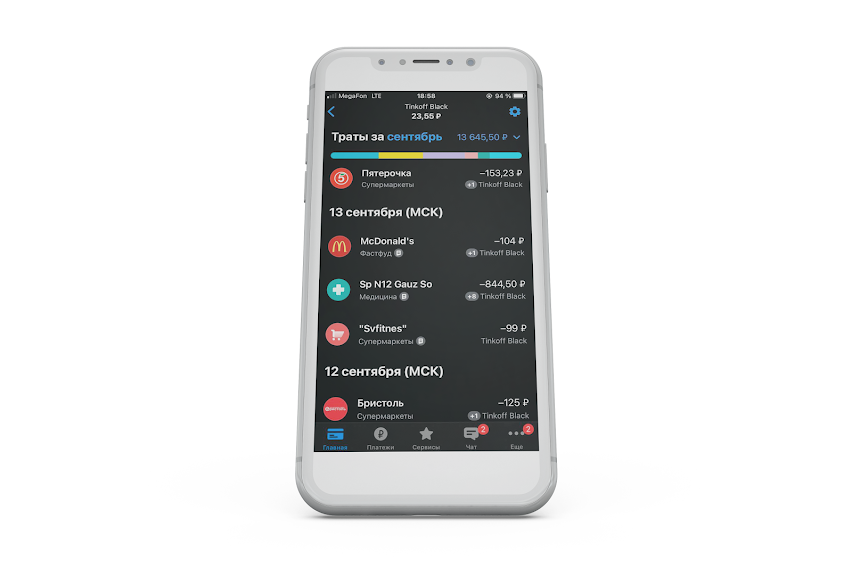 MegaFon LTE 18:58 94 %
Tinkoff Black
23,55 ₽
Траты за сентябрь 13 645,50 ₽
5 Пятерочка −153,23 ₽
Супермаркеты +1 Tinkoff Black
13 сентября (МСК)
McDonald's −104 ₽
Фастфуд +1 Tinkoff Black
Sp N12 Gauz So −844,50 ₽
Медицина +8 Tinkoff Black
"Svfitnes" −99 ₽
Супермаркеты Tinkoff Black
12 сентября (МСК)
Бристоль −125 ₽
Супермаркеты +1 Tinkoff Black
2 2
Главная Платежи Сервисы Чат Еще